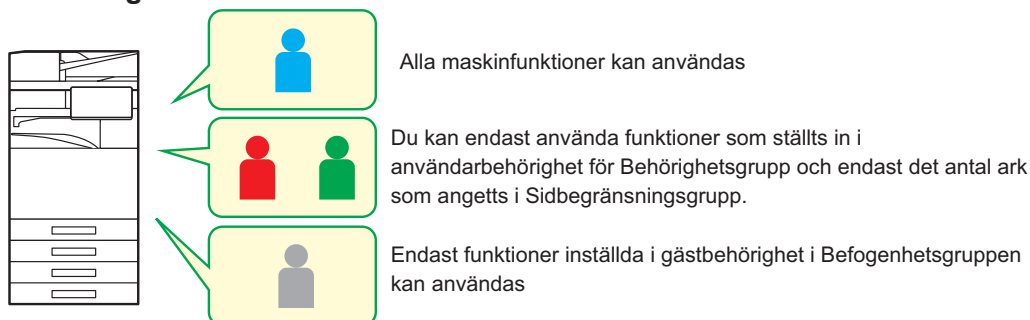 Alla maskinfunktioner kan användas
Du kan endast använda funktioner som ställts in i
användarbehörighet för Behörighetsgrupp och endast det antal ark
som angetts i Sidbegränsningsgrupp.
Endast funktioner inställda i gästbehörighet i Befogenhetsgruppen
kan användas